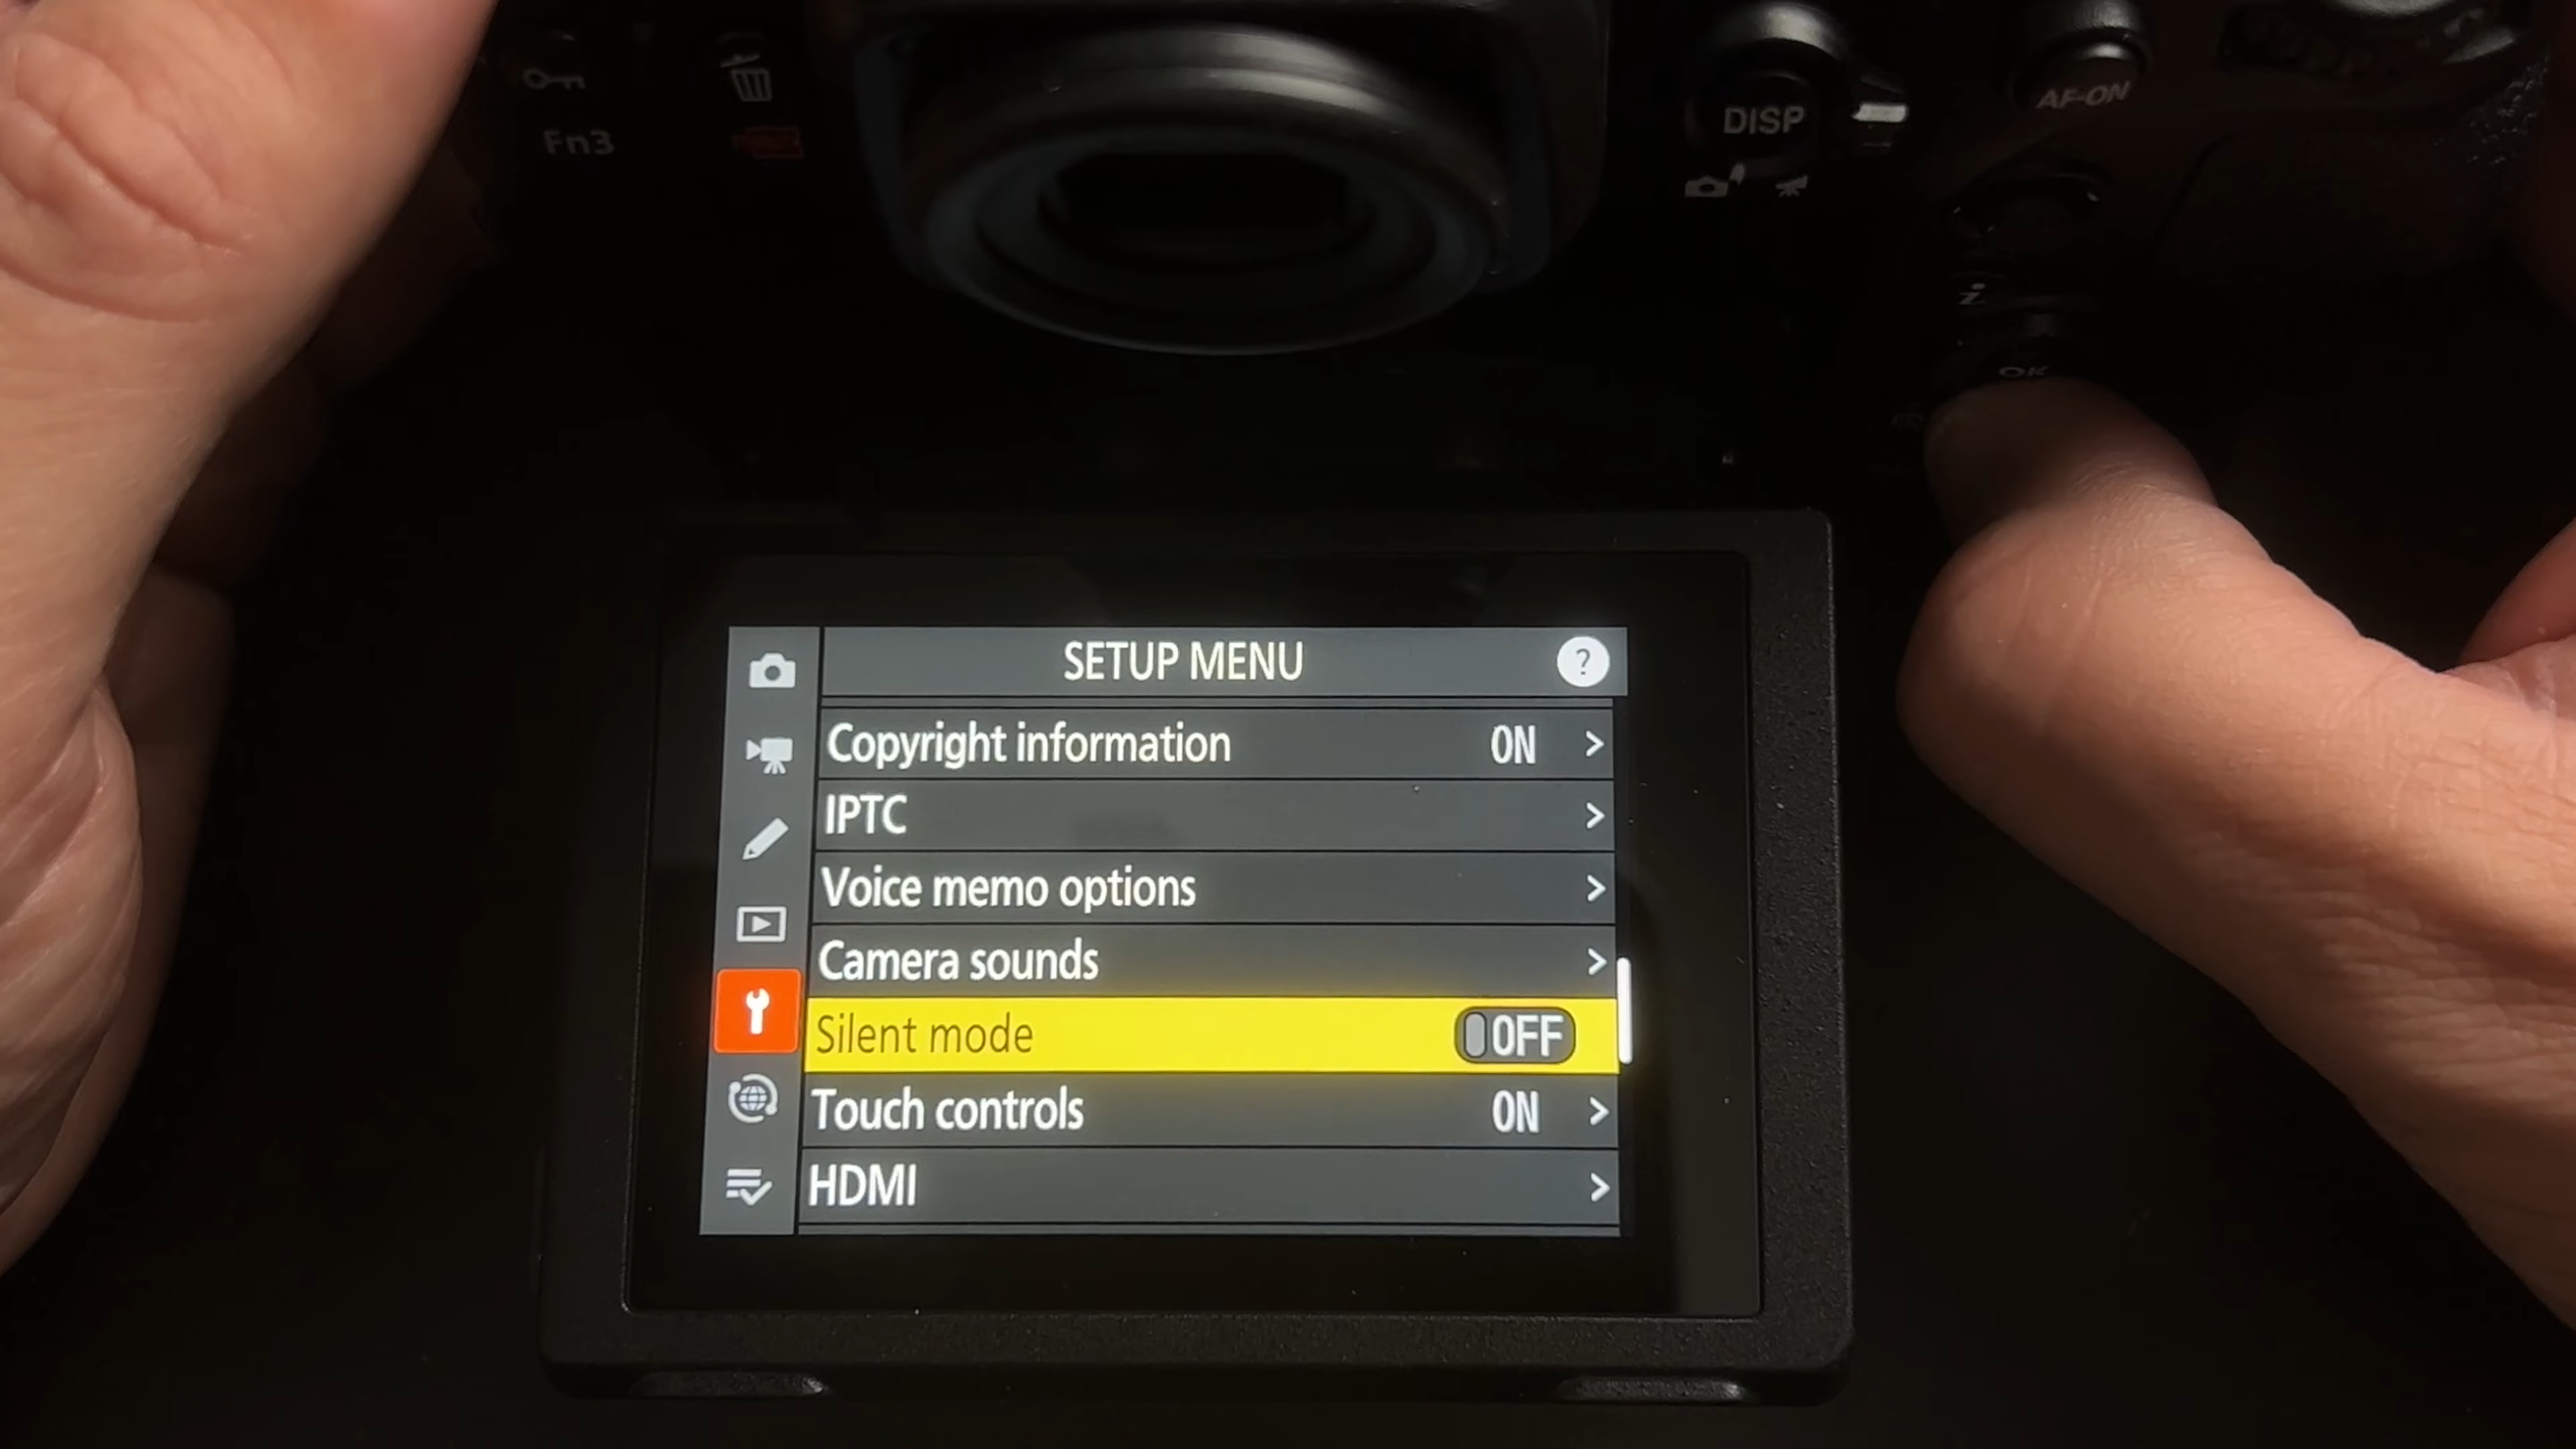 Fn3
DISP
AF-ON
i
OK
SETUP MENU ?
Copyright information ON >
IPTC >
Voice memo options >
Camera sounds >
Silent mode OFF
Touch controls ON >
HDMI >